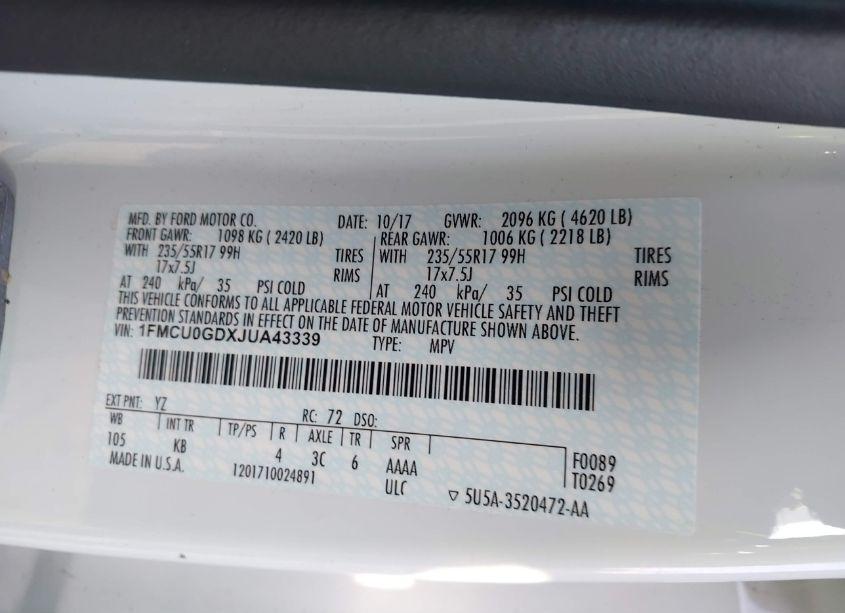 MFD. BY FORD MOTOR CO. DATE: 10/17 GVWR: 2096 KG ( 4620 LB)
FRONT GAWR: 1098 KG ( 2420 LB) REAR GAWR: 1006 KG ( 2218 LB)
WITH 235/55R17 99H TIRES WITH 235/55R17 99H TIRES
17x7.5J RIMS 17x7.5J RIMS
AT 240 kPa/ 35 PSI COLD AT 240 kPa/ 35 PSI COLD
THIS VEHICLE CONFORMS TO ALL APPLICABLE FEDERAL MOTOR VEHICLE SAFETY AND THEFT
PREVENTION STANDARDS IN EFFECT ON THE DATE OF MANUFACTURE SHOWN ABOVE.
VIN: 1FMCU0GDXJUA43339 TYPE: MPV
EXT PNT: YZ RC: 72 DSO:
WB INT TR TP/PS R AXLE TR SPR
105 KB 4 3C 6 AAAA F0089
MADE IN U.S.A. 1201710024891 ULC T0269
▽ 5U5A-3520472-AA